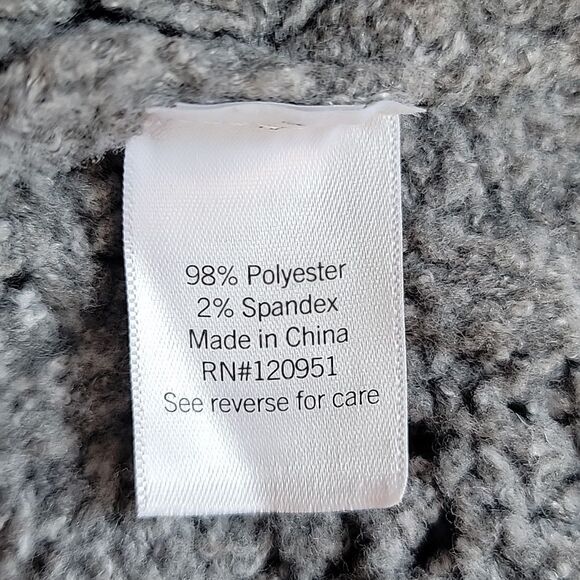 98% Polyester
2% Spandex
Made in China
RN#120951
See reverse for care